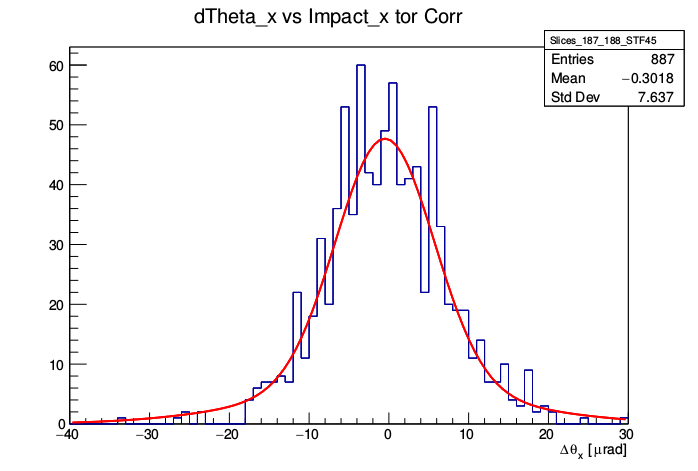 dTheta_x vs Impact_x tor Corr
Slices_187_188_STF45
Entries 887
Mean −0.3018
Std Dev 7.637
60
50
40
30
20
10
0
−40 −30 −20 −10 0 10 20 30
Δθx [μrad]